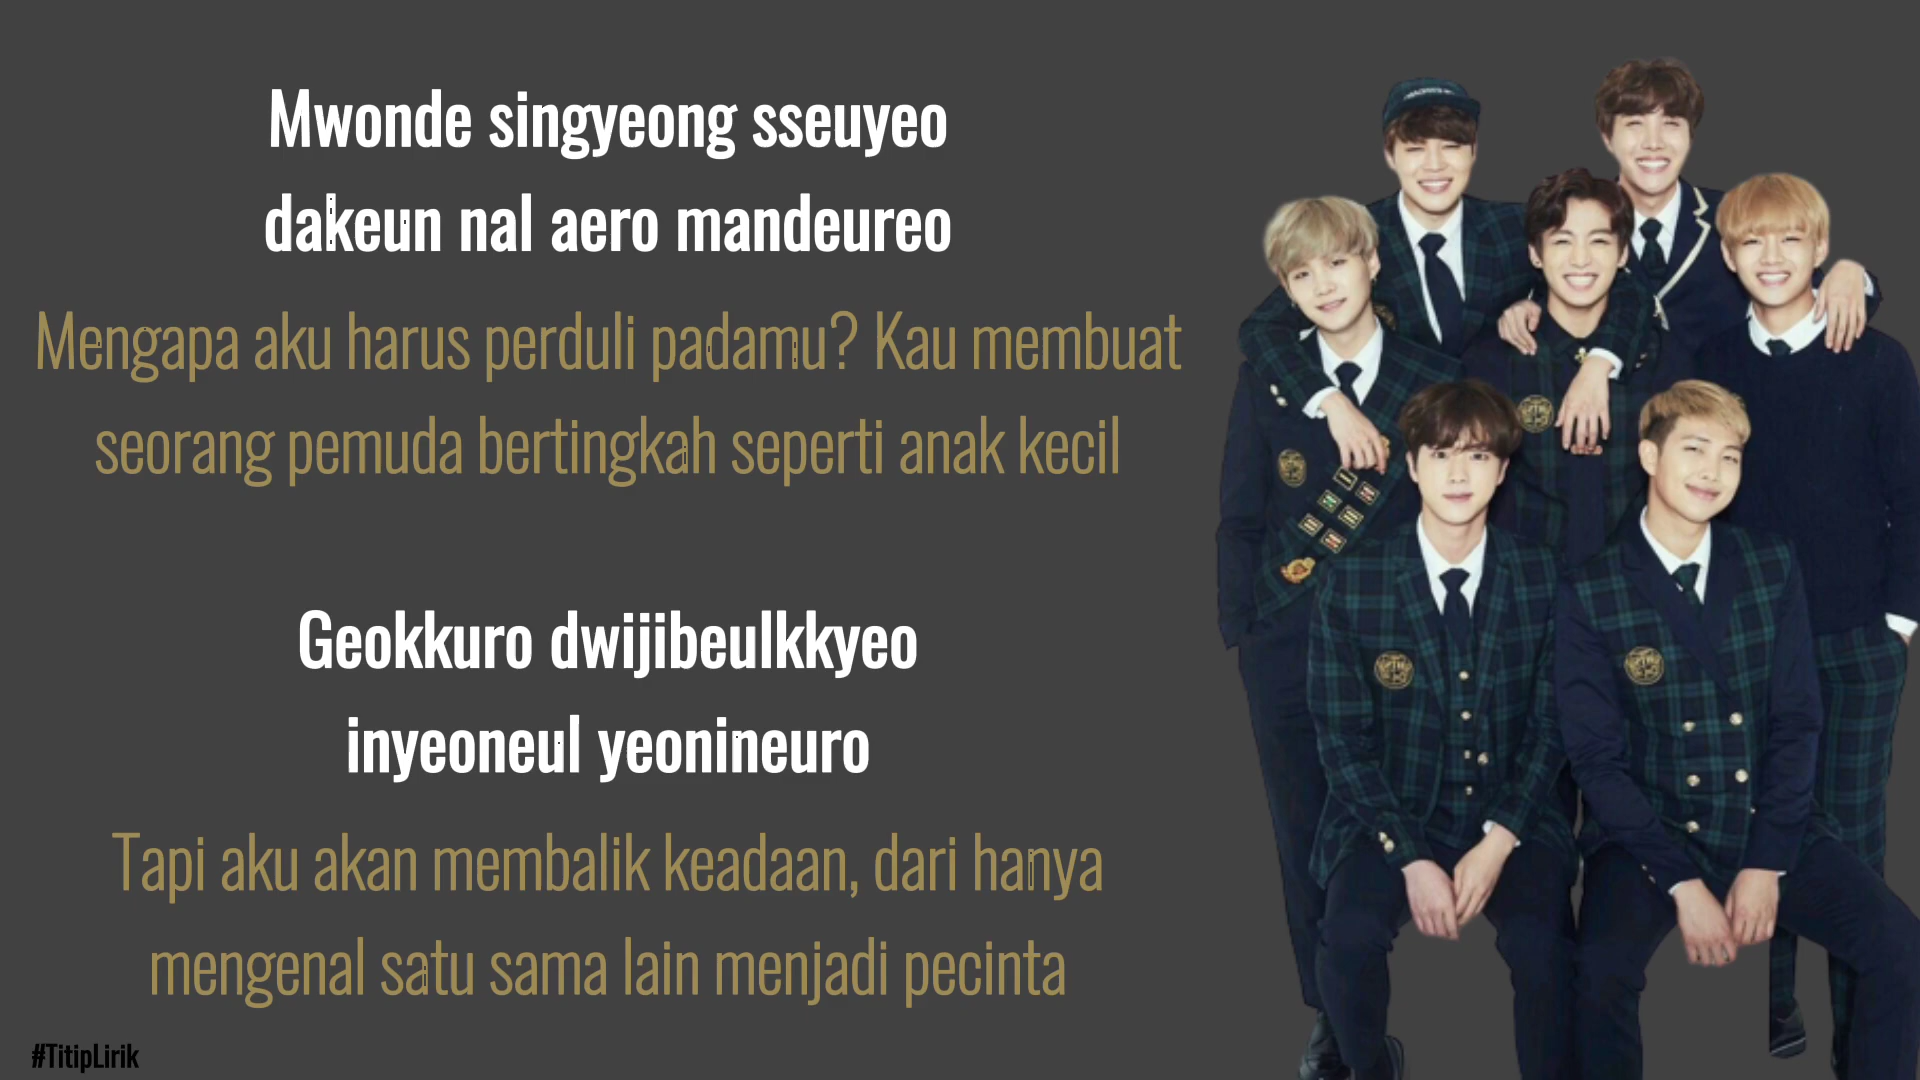 Mwonde singyeong sseuyeo
dakeun nal aero mandeureo
Mengapa aku harus perduli padamu? Kau membuat
seorang pemuda bertingkah seperti anak kecil
Geokkuro dwijibeulkkyeo
inyeoneul yeonineuro
Tapi aku akan membalik keadaan, dari hanya
mengenal satu sama lain menjadi pecinta
#TitipLirik